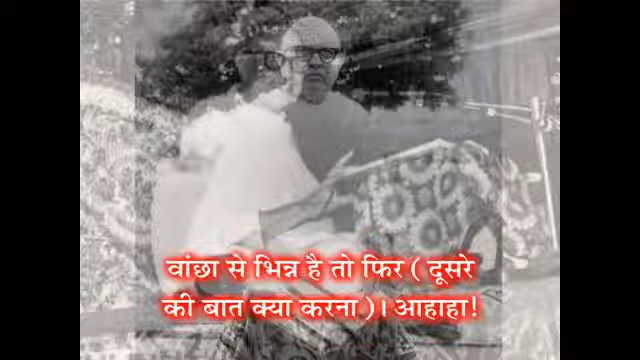 वांछा से भिन्न है तो फिर ( दूसरे
की बात क्या करना )। आहाहा!